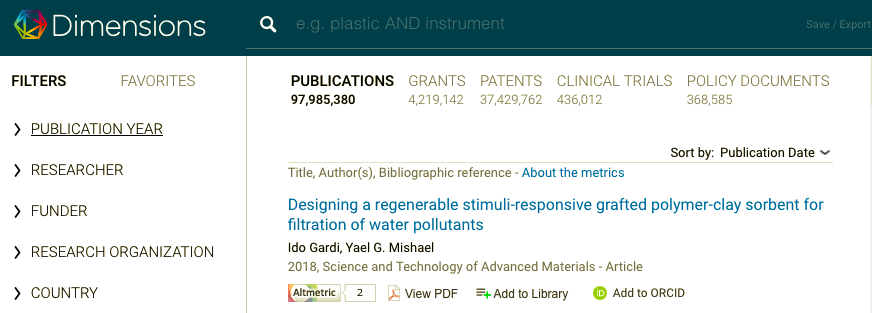 Dimensions
e.g. plastic AND instrument
Save / Export
FILTERS FAVORITES
PUBLICATION YEAR
RESEARCHER
FUNDER
RESEARCH ORGANIZATION
COUNTRY
PUBLICATIONS GRANTS PATENTS CLINICAL TRIALS POLICY DOCUMENTS
97,985,380 4,219,142 37,429,762 436,012 368,585
Sort by: Publication Date
Title, Author(s), Bibliographic reference - About the metrics
Designing a regenerable stimuli-responsive grafted polymer-clay sorbent for
filtration of water pollutants
Ido Gardi, Yael G. Mishael
2018, Science and Technology of Advanced Materials - Article
Altmetric 2 View PDF Add to Library iD Add to ORCID